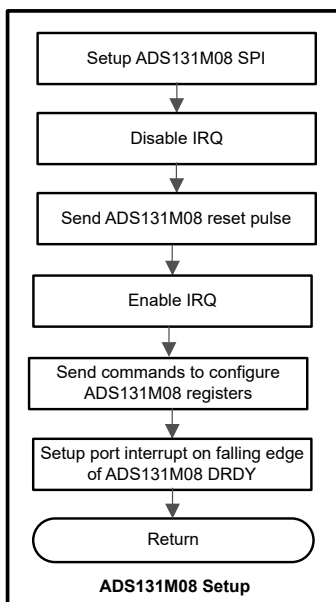 Setup ADS131M08 SPI
Disable IRQ
Send ADS131M08 reset pulse
Enable IRQ
Send commands to configure
ADS131M08 registers
Setup port interrupt on falling edge
of ADS131M08 DRDY
Return
ADS131M08 Setup